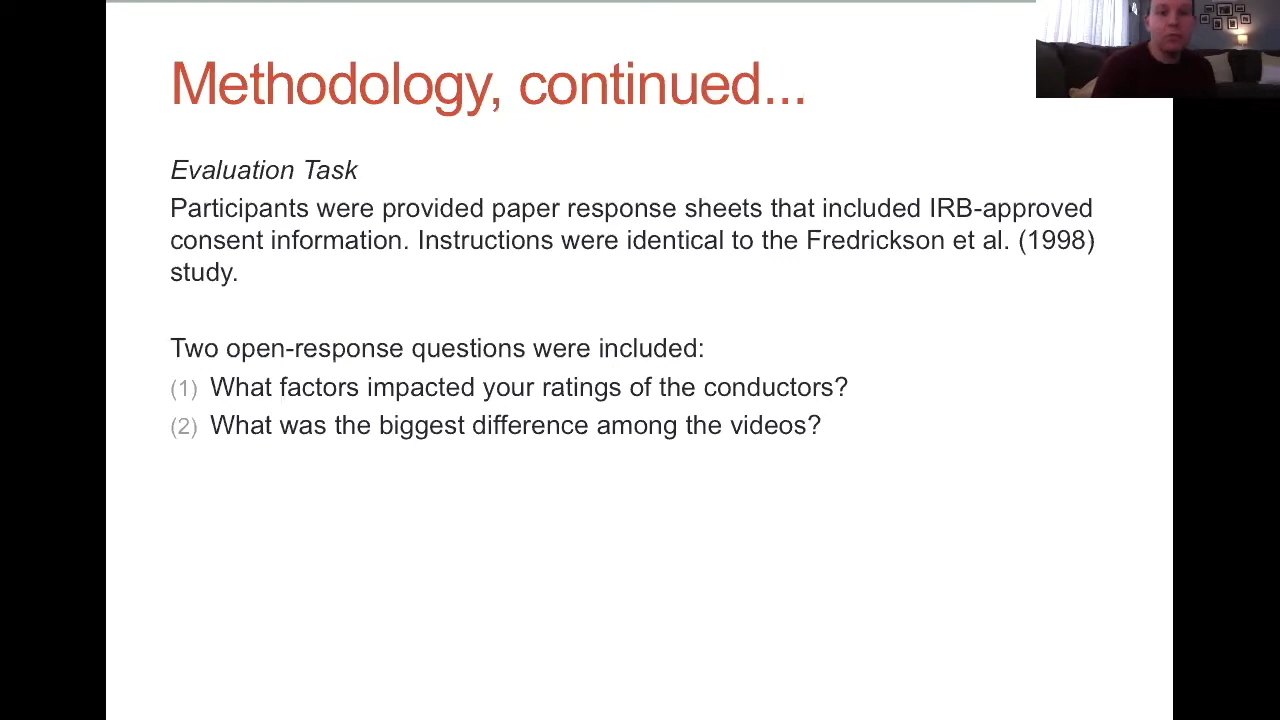 Methodology, continued...
Evaluation Task
Participants were provided paper response sheets that included IRB-approved
consent information. Instructions were identical to the Fredrickson et al. (1998)
study.
Two open-response questions were included:
(1) What factors impacted your ratings of the conductors?
(2) What was the biggest difference among the videos?